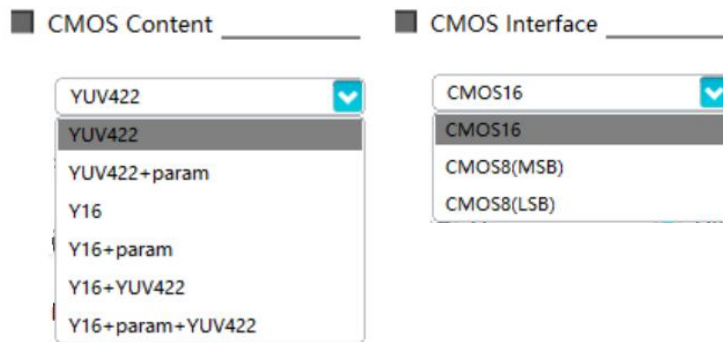 CMOS Content
CMOS Interface
YUV422
YUV422
YUV422+param
Y16
Y16+param
Y16+YUV422
Y16+param+YUV422
CMOS16
CMOS16
CMOS8(MSB)
CMOS8(LSB)